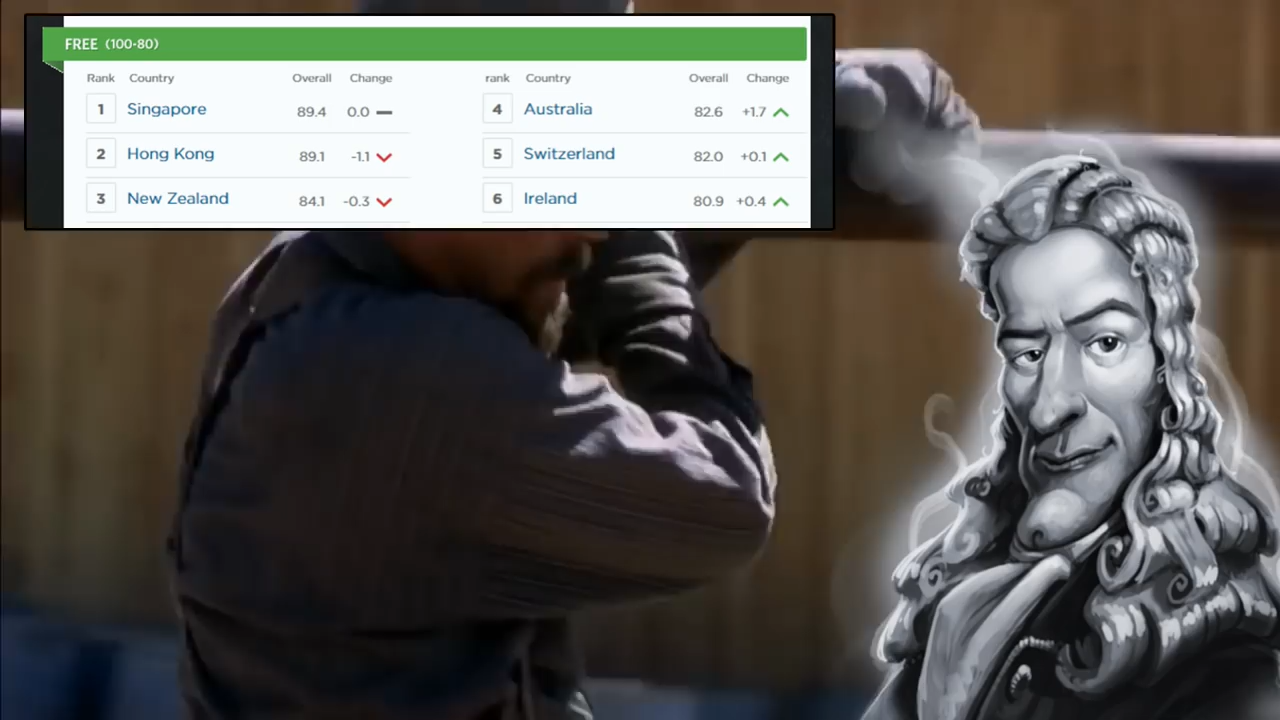 FREE (100-80)
Rank Country Overall Change rank Country Overall Change
1 Singapore 89.4 0.0 4 Australia 82.6 +1.7
2 Hong Kong 89.1 -1.1 5 Switzerland 82.0 +0.1
3 New Zealand 84.1 -0.3 6 Ireland 80.9 +0.4